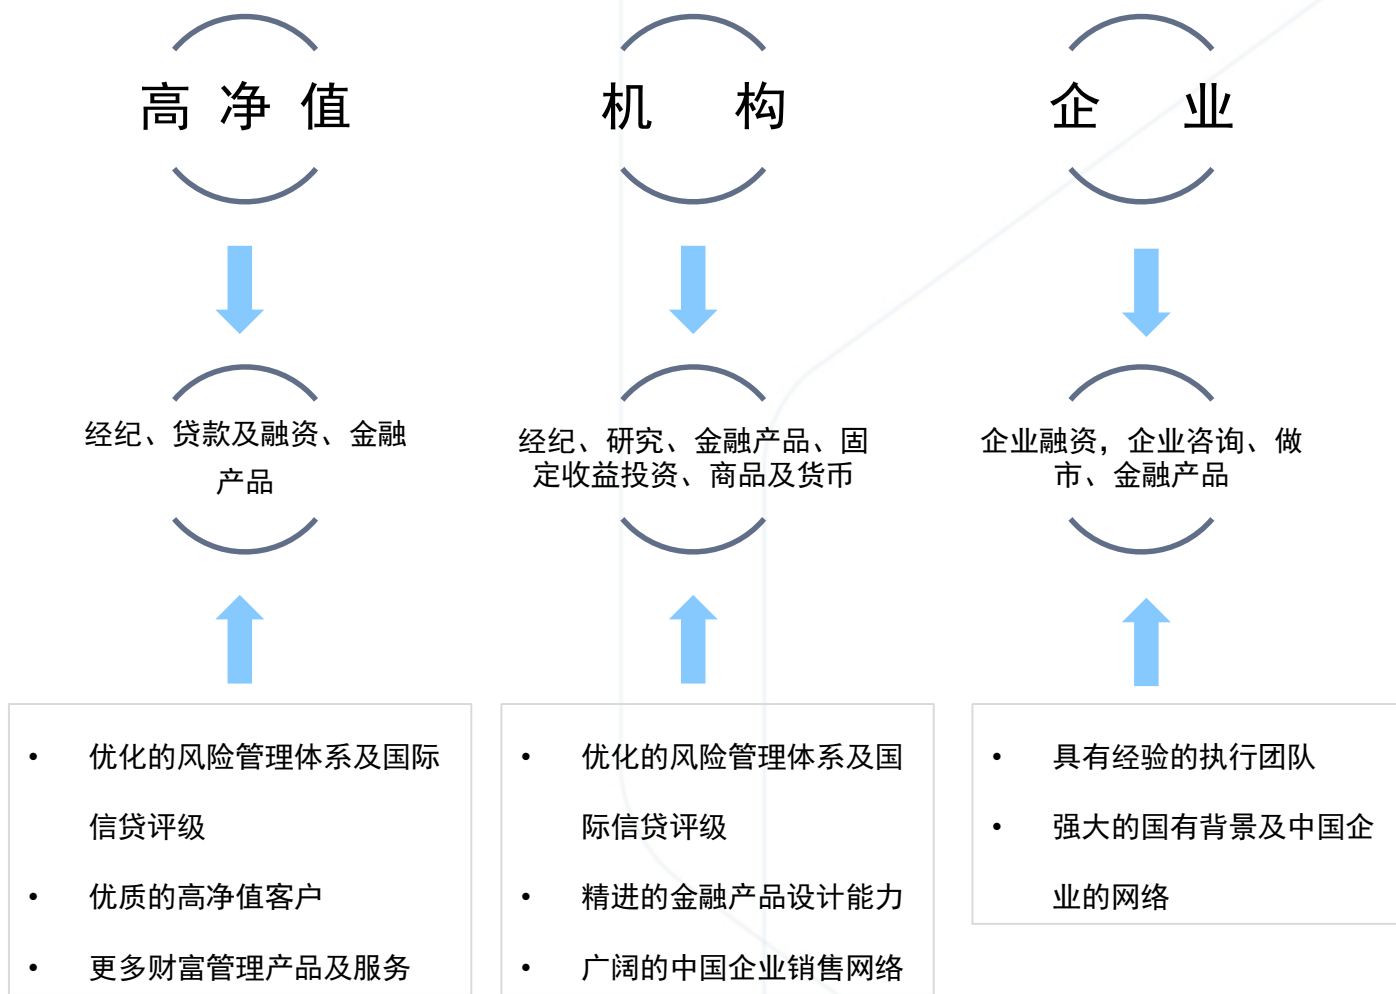 高净值
机构
企业
经纪、贷款及融资、金融
产品
经纪、研究、金融产品、固
定收益投资、商品及货币
企业融资，企业咨询、做
市、金融产品
• 优化的风险管理体系及国际
信贷评级
• 优质的高净值客户
• 更多财富管理产品及服务
• 优化的风险管理体系及国
际信贷评级
• 精进的金融产品设计能力
• 广阔的中国企业销售网络
• 具有经验的执行团队
• 强大的国有背景及中国企
业的网络